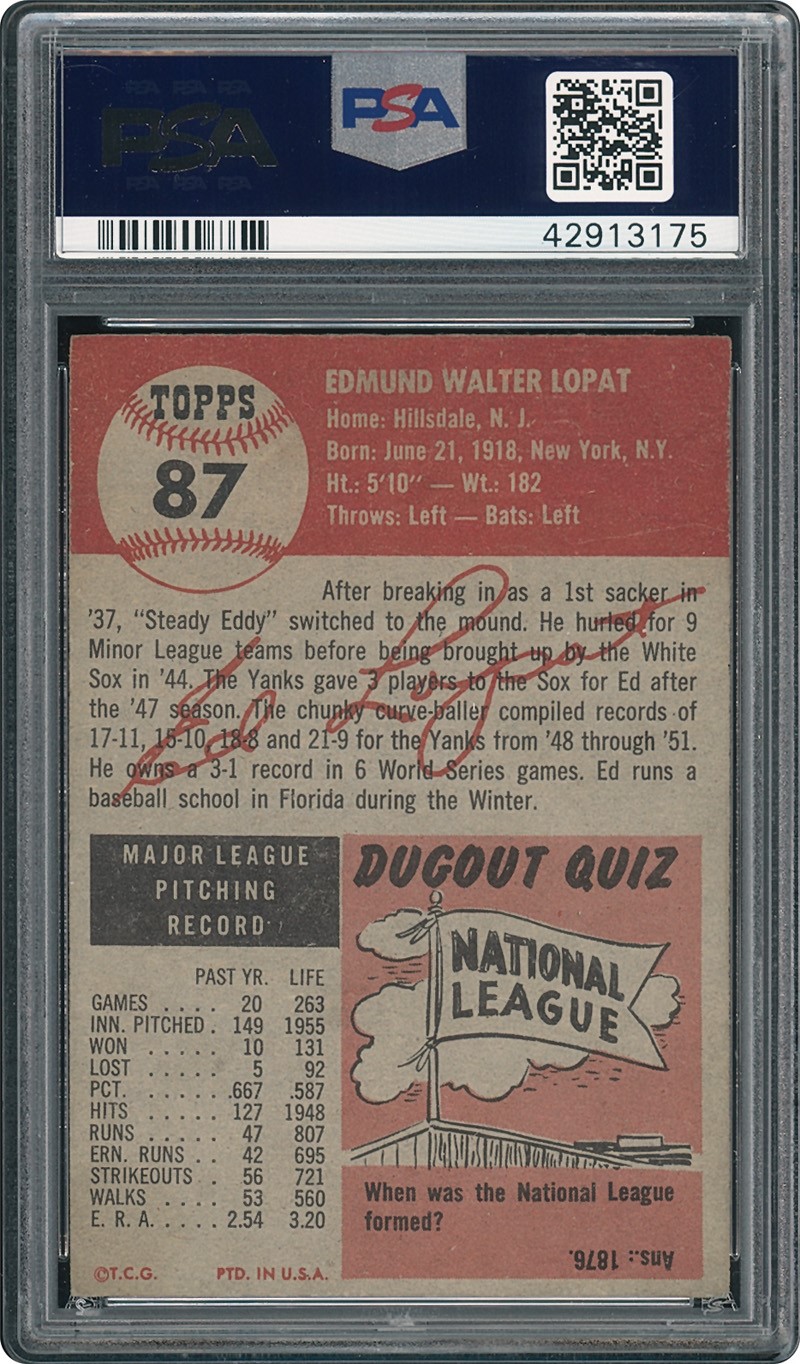 PSA PSA PSA
PSA
PSA PSA PSA
PSA
42913175
TOPPS
87
EDMUND WALTER LOPAT
Home: Hillsdale, N. J.
Born: June 21, 1918, New York, N.Y.
Ht.: 5'10" — Wt.: 182
Throws: Left — Bats: Left
After breaking in as a 1st sacker in
'37, "Steady Eddy" switched to the mound. He hurled for 9
Minor League teams before being brought up by the White
Sox in '44. The Yanks gave 3 players to the Sox for Ed after
the '47 season. The chunky curve-baller compiled records of
17-11, 15-10, 18-8 and 21-9 for the Yanks from '48 through '51.
He owns a 3-1 record in 6 World Series games. Ed runs a
baseball school in Florida during the Winter.
Ed Lopat
MAJOR LEAGUE
PITCHING
RECORD
PAST YR. LIFE
GAMES .... 20 263
INN. PITCHED. 149 1955
WON ..... 10 131
LOST ..... 5 92
PCT. ..... .667 .587
HITS ..... 127 1948
RUNS ..... 47 807
ERN. RUNS .. 42 695
STRIKEOUTS . 56 721
WALKS .... 53 560
E. R. A. .... 2.54 3.20
©T.C.G. PTD. IN U.S.A.
DUGOUT QUIZ
NATIONAL
LEAGUE
When was the National League
formed?
Ans.: 1876.